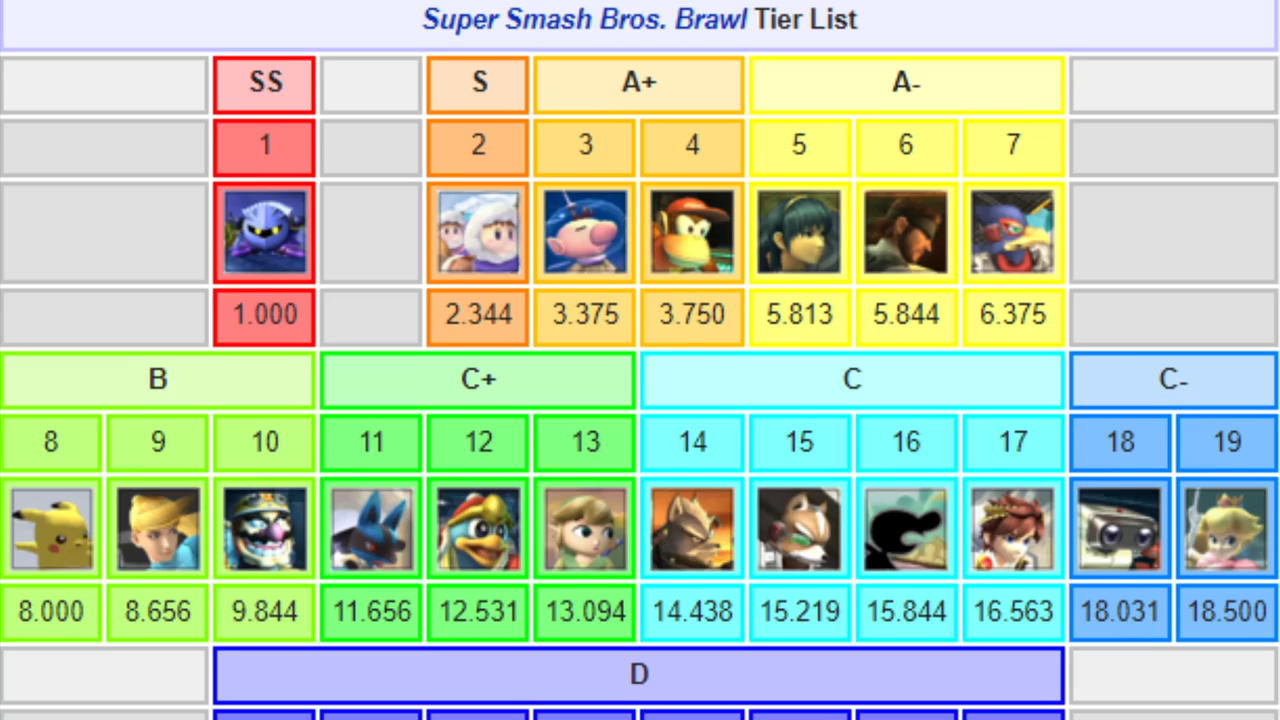 Super Smash Bros. Brawl Tier List
SS S A+ A-
1 2 3 4 5 6 7
1.000 2.344 3.375 3.750 5.813 5.844 6.375
B C+ C C-
8 9 10 11 12 13 14 15 16 17 18 19
8.000 8.656 9.844 11.656 12.531 13.094 14.438 15.219 15.844 16.563 18.031 18.500
D